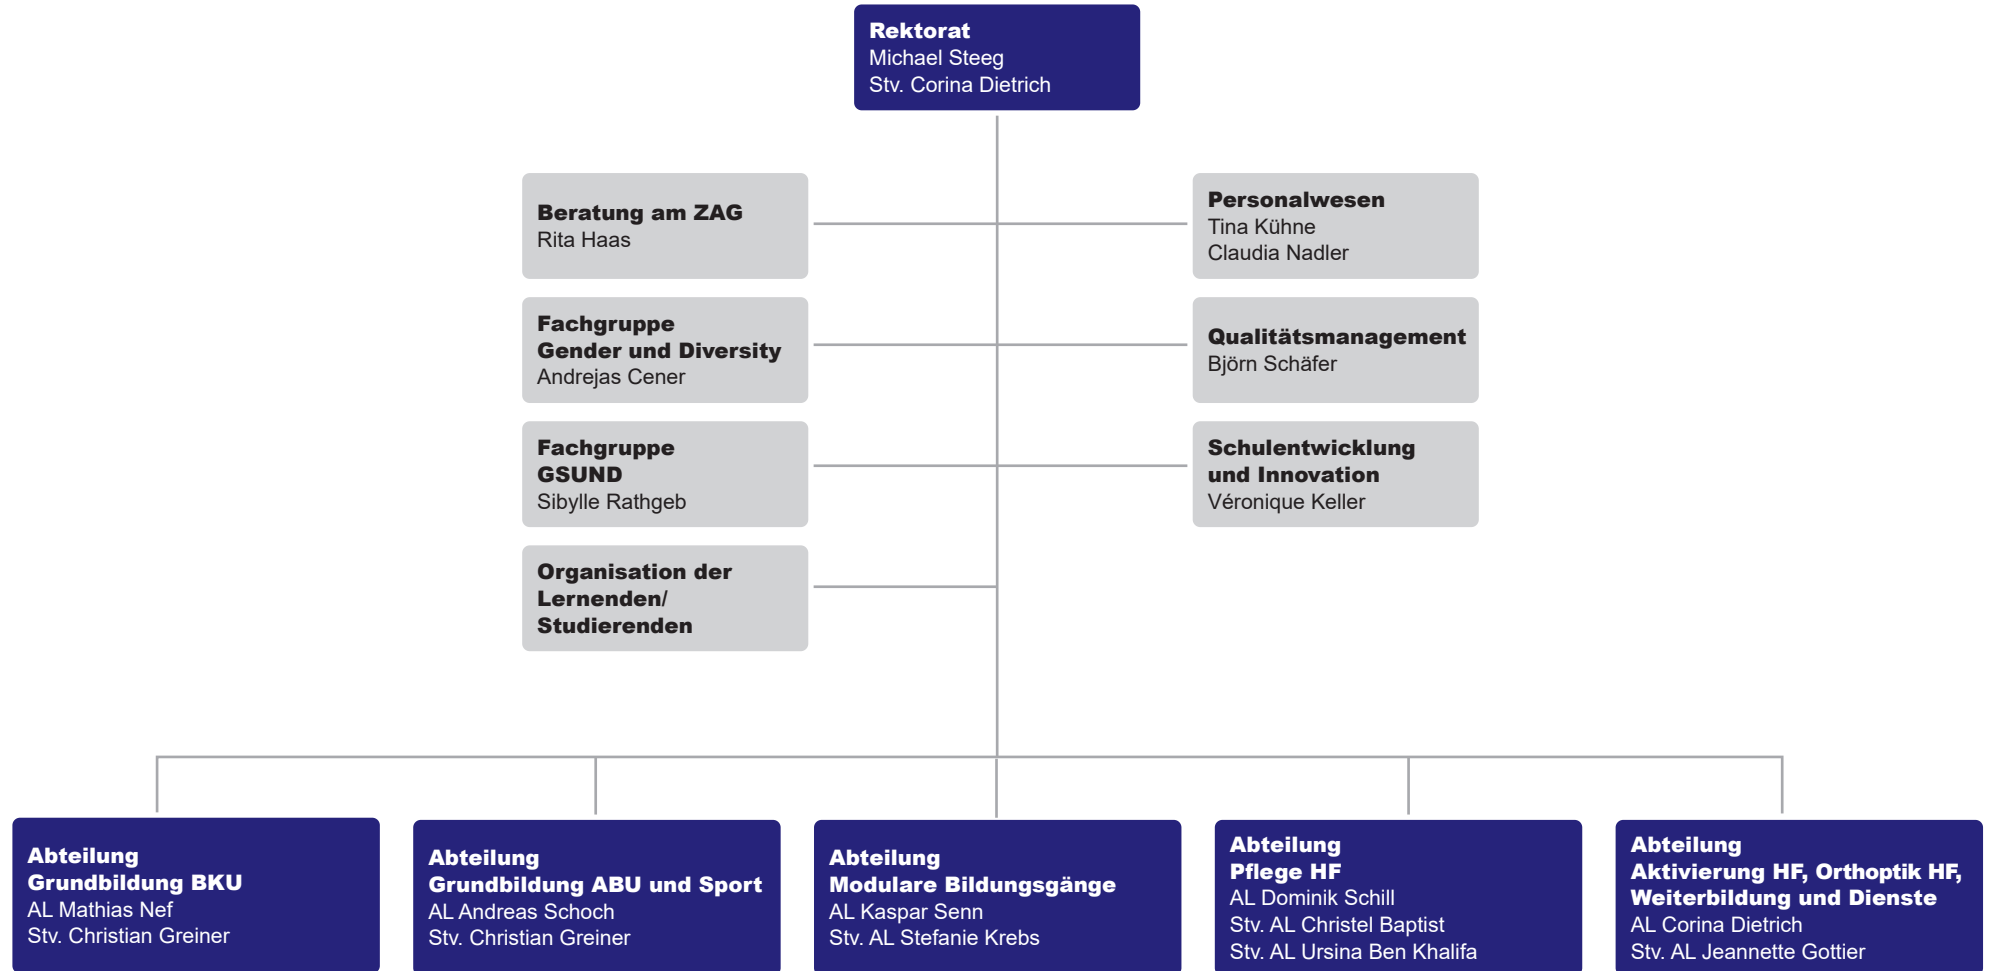 Rektorat
Michael Steeg
Stv. Corina Dietrich
Beratung am ZAG
Rita Haas
Personalwesen
Tina Kühne
Claudia Nadler
Fachgruppe
Gender und Diversity
Andrejas Cener
Qualitätsmanagement
Björn Schäfer
Fachgruppe
GSUND
Sibylle Rathgeb
Schulentwicklung
und Innovation
Véronique Keller
Organisation der
Lernenden/
Studierenden
Abteilung
Grundbildung BKU
AL Mathias Nef
Stv. Christian Greiner
Abteilung
Grundbildung ABU und Sport
AL Andreas Schoch
Stv. Christian Greiner
Abteilung
Modulare Bildungsgänge
AL Kaspar Senn
Stv. AL Stefanie Krebs
Abteilung
Pflege HF
AL Dominik Schill
Stv. AL Christel Baptist
Stv. AL Ursina Ben Khalifa
Abteilung
Aktivierung HF, Orthoptik HF,
Weiterbildung und Dienste
AL Corina Dietrich
Stv. AL Jeannette Gottier